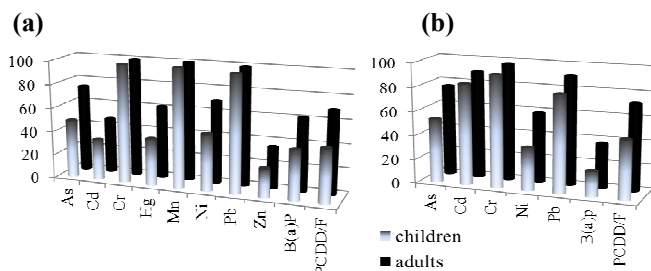 (a)
100
80
60
40
20
0
As
Cd
Cr
Hg
Mn
Ni
Pb
Zn
B(a)P
PCDD/F
(b)
100
80
60
40
20
0
As
Cd
Cr
Ni
Pb
B(a)p
PCDD/F
children
adults